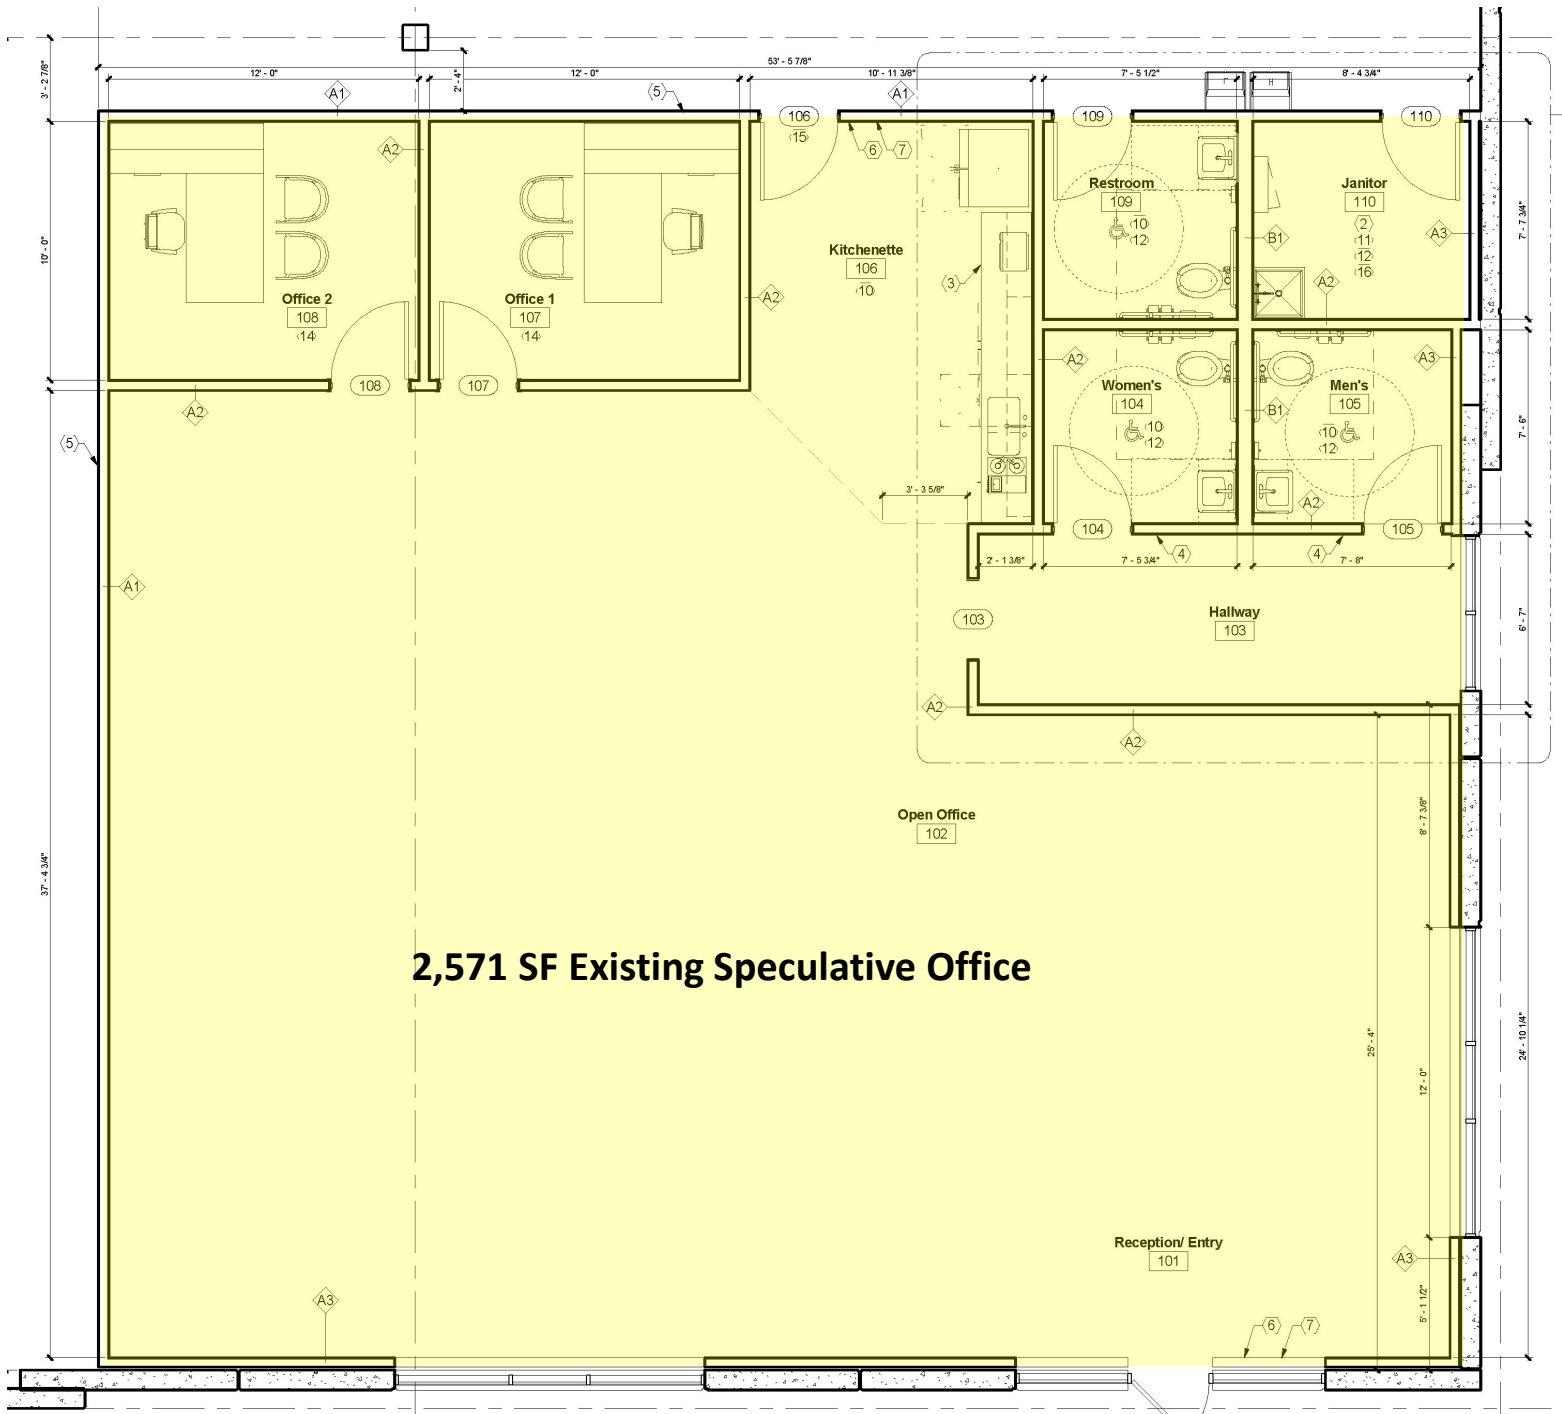 53' - 5 7/8"
12' - 0"
12' - 0"
10' - 11 3/8"
7' - 5 1/2"
8' - 4 3/4"
3' - 2 7/8"
2' - 4"
A1
5
A1
106
15
109
110
6
7
A2
H
Restroom
109
10
12
Janitor
110
2
11
12
16
B1
A3
7' - 7 3/4"
10' - 0"
Kitchenette
106
10
3
A2
A2
Office 2
108
14
Office 1
107
14
108
107
A2
A2
Women's
104
10
12
B1
Men's
105
10
12
A3
7' - 6"
5
3' - 3 5/8"
A2
104
105
4
4
2' - 1 3/8"
7' - 5 3/4"
7' - 8"
A1
103
Hallway
103
6' - 7"
A2
A2
Open Office
102
8' - 7 3/8"
37' - 4 3/4"
2,571 SF Existing Speculative Office
25' - 4"
24' - 10 1/4"
12' - 0"
Reception/ Entry
101
A3
A3
5' - 1 1/2"
6
7